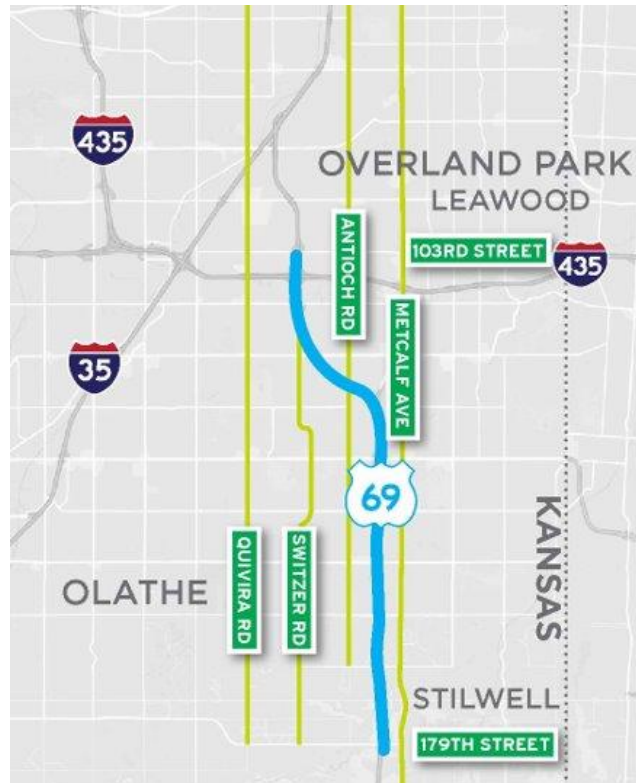 435
OVERLAND PARK
LEAWOOD
ANTIOCH RD
103RD STREET
435
METCALF AVE
35
69
KANSAS
QUIVIRA RD
SWITZER RD
OLATHE
STILWELL
179TH STREET